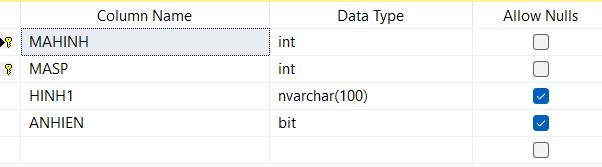 Column Name Data Type Allow Nulls
MAHINH int
MASP int
HINH1 nvarchar(100)
ANHIEN bit